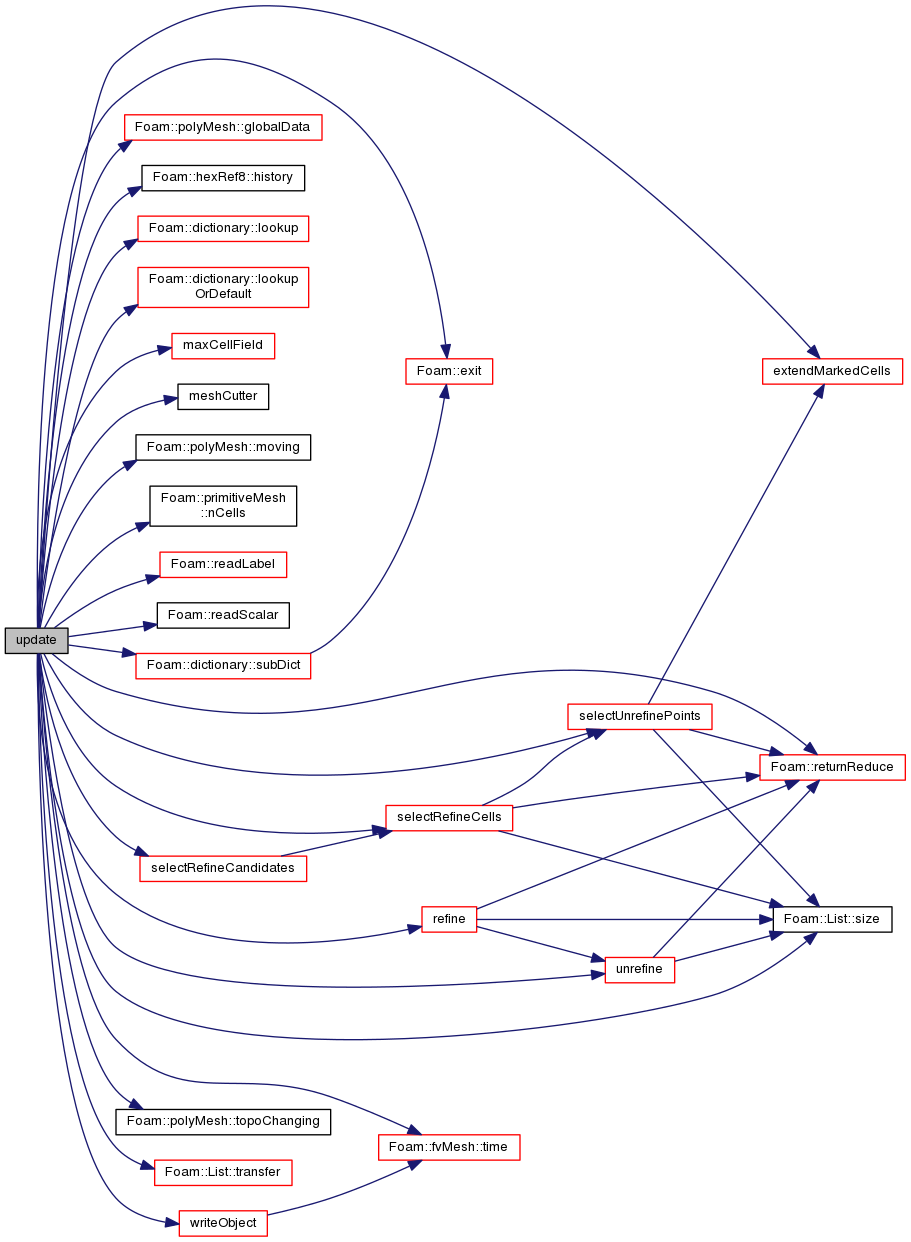 Foam::polyMesh::globalData
Foam::hexRef8::history
Foam::dictionary::lookup
Foam::dictionary::lookup
OrDefault
maxCellField
Foam::exit
extendMarkedCells
meshCutter
Foam::polyMesh::moving
Foam::primitiveMesh
::nCells
Foam::readLabel
Foam::readScalar
update
Foam::dictionary::subDict
selectUnrefinePoints
Foam::returnReduce
selectRefineCells
selectRefineCandidates
refine
Foam::List::size
unrefine
Foam::polyMesh::topoChanging
Foam::fvMesh::time
Foam::List::transfer
writeObject